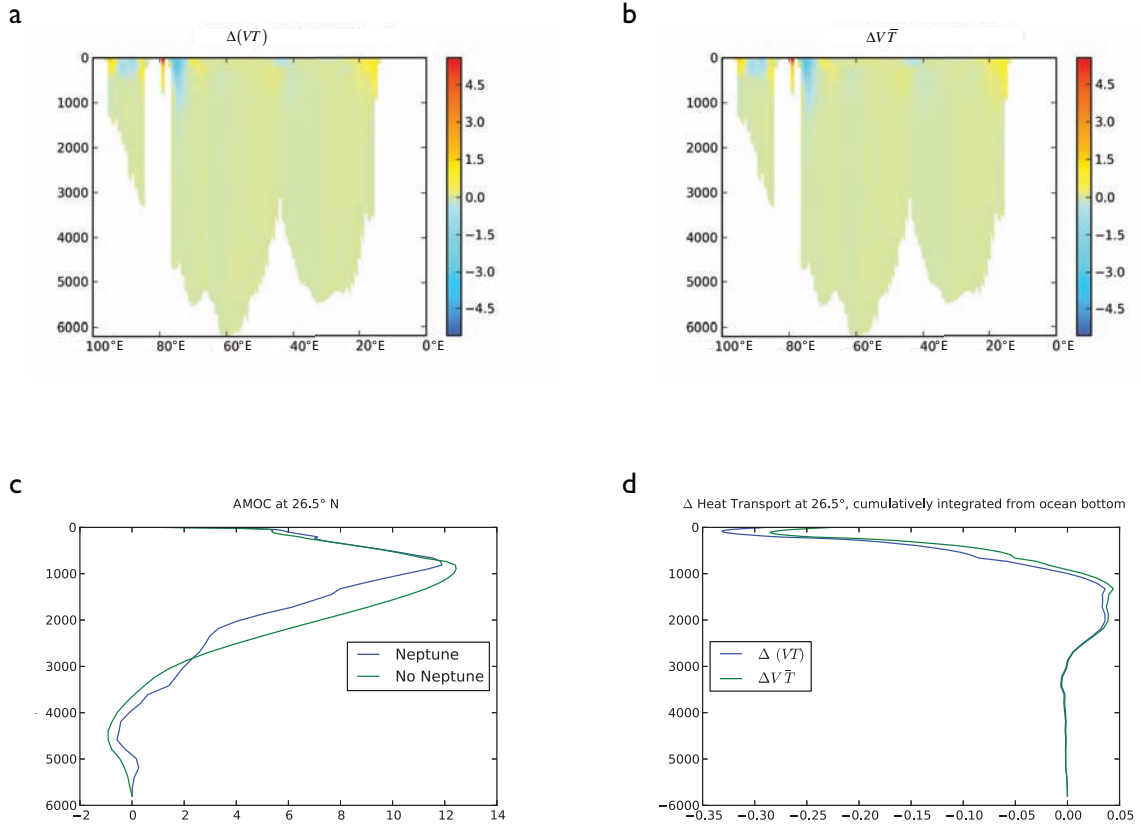 a
Δ(VT)
0
1000
2000
3000
4000
5000
6000
100°E 80°E 60°E 40°E 20°E 0°E
4.5
3.0
1.5
0.0
−1.5
−3.0
−4.5
b
ΔVT̄
0
1000
2000
3000
4000
5000
6000
100°E 80°E 60°E 40°E 20°E 0°E
4.5
3.0
1.5
0.0
−1.5
−3.0
−4.5
c
AMOC at 26.5° N
0
1000
2000
3000
4000
5000
6000
−2 0 2 4 6 8 10 12 14
Neptune
No Neptune
d
Δ Heat Transport at 26.5°, cumulatively integrated from ocean bottom
0
1000
2000
3000
4000
5000
6000
−0.35 −0.30 −0.25 −0.20 −0.15 −0.10 −0.05 0.00 0.05
Δ (VT)
ΔVT̄